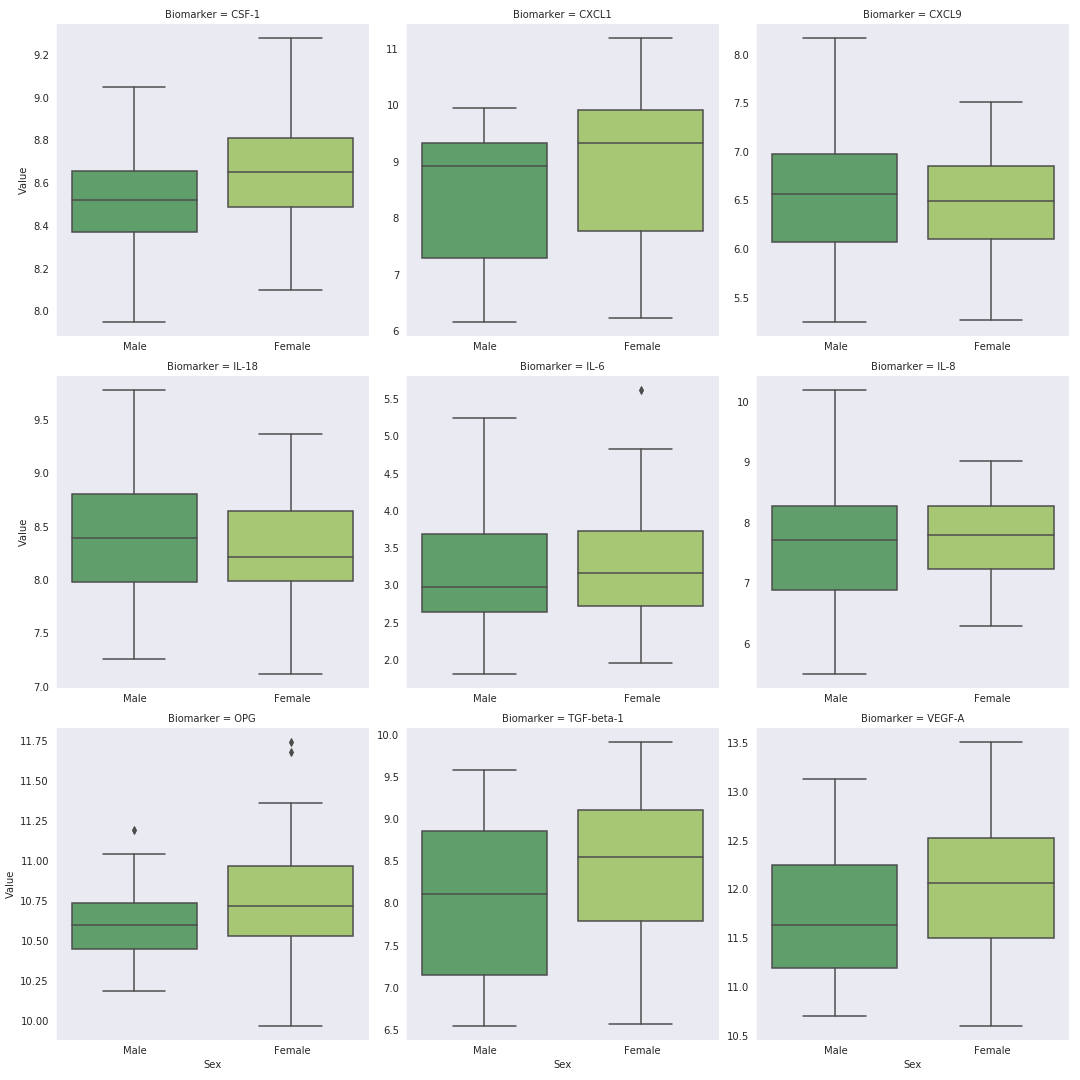 Biomarker = CSF-1
Biomarker = CXCL1
Biomarker = CXCL9
9.2
9.0
8.8
8.6
8.4
8.2
8.0
Value
Male
Female
11
10
9
8
7
6
Male
Female
8.0
7.5
7.0
6.5
6.0
5.5
Male
Female
Biomarker = IL-18
Biomarker = IL-6
Biomarker = IL-8
9.5
9.0
8.5
8.0
7.5
7.0
Value
Male
Female
5.5
5.0
4.5
4.0
3.5
3.0
2.5
2.0
Male
Female
10
9
8
7
6
Male
Female
Biomarker = OPG
Biomarker = TGF-beta-1
Biomarker = VEGF-A
11.75
11.50
11.25
11.00
10.75
10.50
10.25
10.00
Value
Male
Female
Sex
10.0
9.5
9.0
8.5
8.0
7.5
7.0
6.5
Male
Female
Sex
13.5
13.0
12.5
12.0
11.5
11.0
10.5
Male
Female
Sex